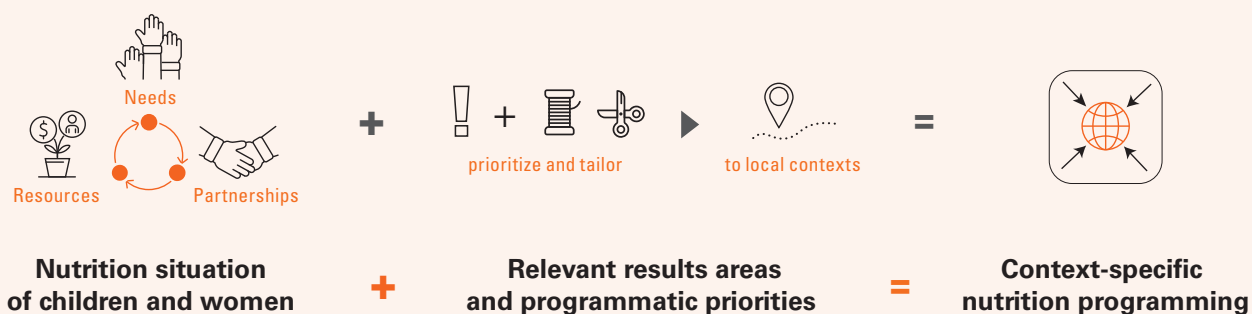 Needs
Resources
Partnerships
+
+
prioritize and tailor
to local contexts
=
$
Nutrition situation
of children and women
+
Relevant results areas
and programmatic priorities
=
Context-specific
nutrition programming